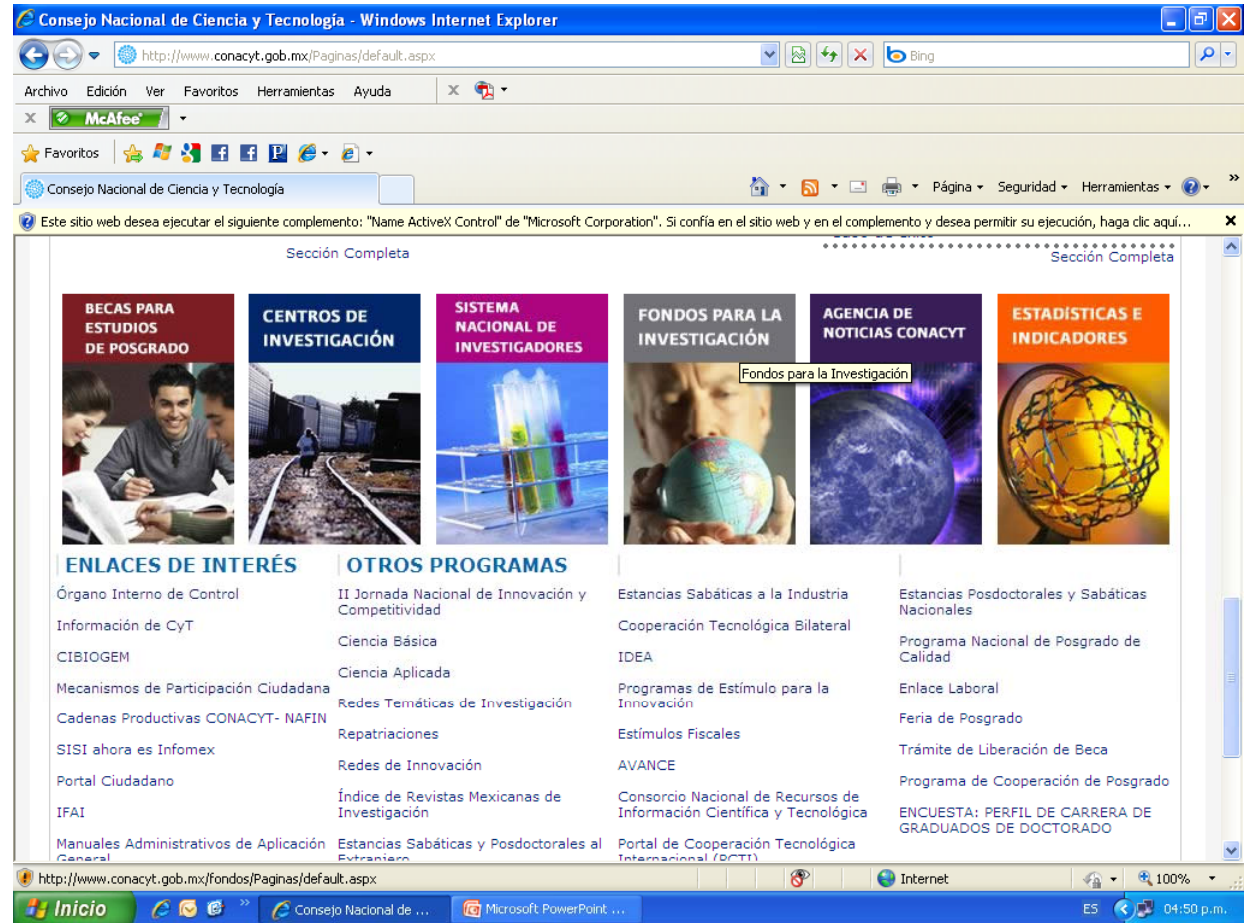 Consejo Nacional de Ciencia y Tecnología - Windows Internet Explorer
http://www.conacyt.gob.mx/Paginas/default.aspx
Bing
Archivo Edición Ver Favoritos Herramientas Ayuda
McAfee
Favoritos
Consejo Nacional de Ciencia y Tecnología
Página Seguridad Herramientas
Este sitio web desea ejecutar el siguiente complemento: "Name ActiveX Control" de "Microsoft Corporation". Si confía en el sitio web y en el complemento y desea permitir su ejecución, haga clic aquí...
Sección Completa
Sección Completa
BECAS PARA
ESTUDIOS
DE POSGRADO
CENTROS DE
INVESTIGACIÓN
SISTEMA
NACIONAL DE
INVESTIGADORES
FONDOS PARA LA
INVESTIGACIÓN
AGENCIA DE
NOTICIAS CONACYT
ESTADÍSTICAS E
INDICADORES
Fondos para la Investigación
ENLACES DE INTERÉS
Órgano Interno de Control
Información de CyT
CIBIOGEM
Mecanismos de Participación Ciudadana
Cadenas Productivas CONACYT- NAFIN
SISI ahora es Infomex
Portal Ciudadano
IFAI
Manuales Administrativos de Aplicación
General
OTROS PROGRAMAS
II Jornada Nacional de Innovación y
Competitividad
Ciencia Básica
Ciencia Aplicada
Redes Temáticas de Investigación
Repatriaciones
Redes de Innovación
Índice de Revistas Mexicanas de
Investigación
Estancias Sabáticas y Posdoctorales al
Extranjero
Estancias Sabáticas a la Industria
Cooperación Tecnológica Bilateral
IDEA
Programas de Estímulo para la
Innovación
Estímulos Fiscales
AVANCE
Consorcio Nacional de Recursos de
Información Científica y Tecnológica
Portal de Cooperación Tecnológica
Internacional (PCTI)
Estancias Posdoctorales y Sabáticas
Nacionales
Programa Nacional de Posgrado de
Calidad
Enlace Laboral
Feria de Posgrado
Trámite de Liberación de Beca
Programa de Cooperación de Posgrado
ENCUESTA: PERFIL DE CARRERA DE
GRADUADOS DE DOCTORADO
http://www.conacyt.gob.mx/fondos/Paginas/default.aspx
Internet
100%
Inicio
Consejo Nacional de ...
Microsoft PowerPoint ...
ES
04:50 p.m.